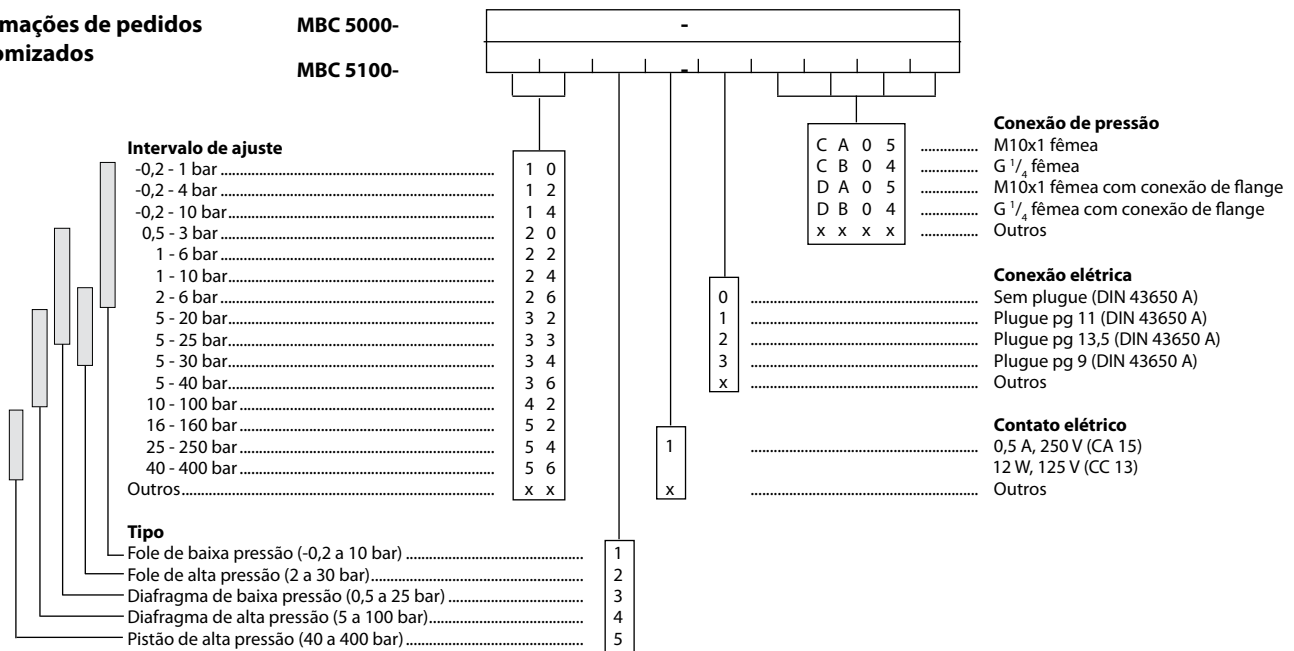 mações de pedidos
omizados
MBC 5000-
-
MBC 5100-
-
Intervalo de ajuste
-0,2 - 1 bar .......... 1 0
-0,2 - 4 bar .......... 1 2
-0,2 - 10 bar .......... 1 4
0,5 - 3 bar .......... 2 0
1 - 6 bar .......... 2 2
1 - 10 bar .......... 2 4
2 - 6 bar .......... 2 6
5 - 20 bar .......... 3 2
5 - 25 bar .......... 3 3
5 - 30 bar .......... 3 4
5 - 40 bar .......... 3 6
10 - 100 bar .......... 4 2
16 - 160 bar .......... 5 2
25 - 250 bar .......... 5 4
40 - 400 bar .......... 5 6
Outros .......... x x
Tipo
Fole de baixa pressão (-0,2 a 10 bar) .......... 1
Fole de alta pressão (2 a 30 bar) .......... 2
Diafragma de baixa pressão (0,5 a 25 bar) .......... 3
Diafragma de alta pressão (5 a 100 bar) .......... 4
Pistão de alta pressão (40 a 400 bar) .......... 5
Conexão de pressão
C A 0 5 .......... M10x1 fêmea
C B 0 4 .......... G 1/4 fêmea
D A 0 5 .......... M10x1 fêmea com conexão de flange
D B 0 4 .......... G 1/4 fêmea com conexão de flange
x x x x .......... Outros
Conexão elétrica
0 .......... Sem plugue (DIN 43650 A)
1 .......... Plugue pg 11 (DIN 43650 A)
2 .......... Plugue pg 13,5 (DIN 43650 A)
3 .......... Plugue pg 9 (DIN 43650 A)
x .......... Outros
Contato elétrico
1 .......... 0,5 A, 250 V (CA 15)
12 W, 125 V (CC 13)
x .......... Outros